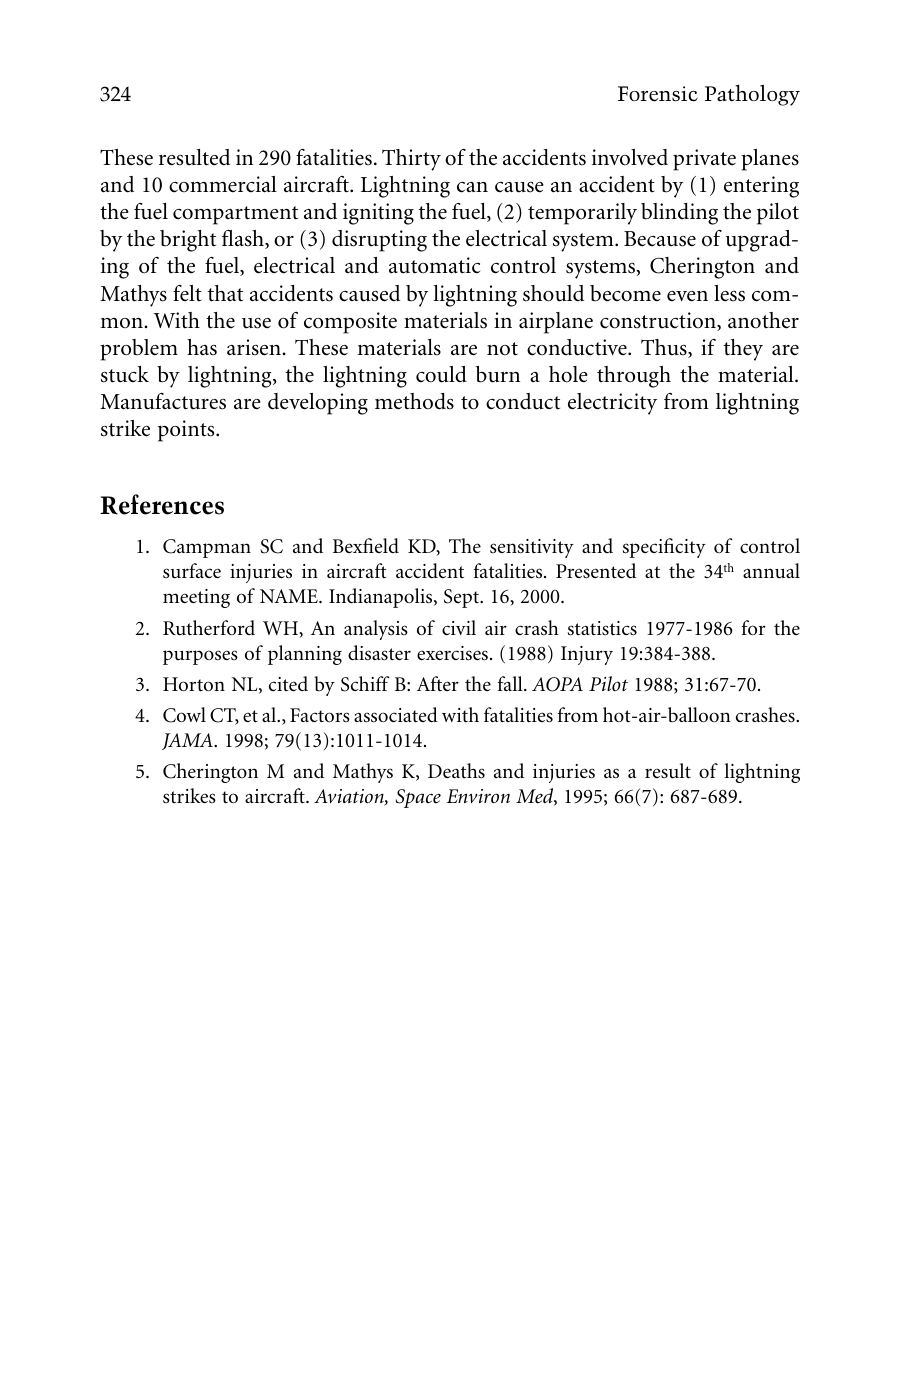 324 Forensic Pathology
These resulted in 290 fatalities. Thirty of the accidents involved private planes
and 10 commercial aircraft. Lightning can cause an accident by (1) entering
the fuel compartment and igniting the fuel, (2) temporarily blinding the pilot
by the bright flash, or (3) disrupting the electrical system. Because of upgrad-
ing of the fuel, electrical and automatic control systems, Cherington and
Mathys felt that accidents caused by lightning should become even less com-
mon. With the use of composite materials in airplane construction, another
problem has arisen. These materials are not conductive. Thus, if they are
stuck by lightning, the lightning could burn a hole through the material.
Manufactures are developing methods to conduct electricity from lightning
strike points.
References
1. Campman SC and Bexfield KD, The sensitivity and specificity of control
surface injuries in aircraft accident fatalities. Presented at the 34th annual
meeting of NAME. Indianapolis, Sept. 16, 2000.
2. Rutherford WH, An analysis of civil air crash statistics 1977-1986 for the
purposes of planning disaster exercises. (1988) Injury 19:384-388.
3. Horton NL, cited by Schiff B: After the fall. AOPA Pilot 1988; 31:67-70.
4. Cowl CT, et al., Factors associated with fatalities from hot-air-balloon crashes.
JAMA. 1998; 79(13):1011-1014.
5. Cherington M and Mathys K, Deaths and injuries as a result of lightning
strikes to aircraft. Aviation, Space Environ Med, 1995; 66(7): 687-689.